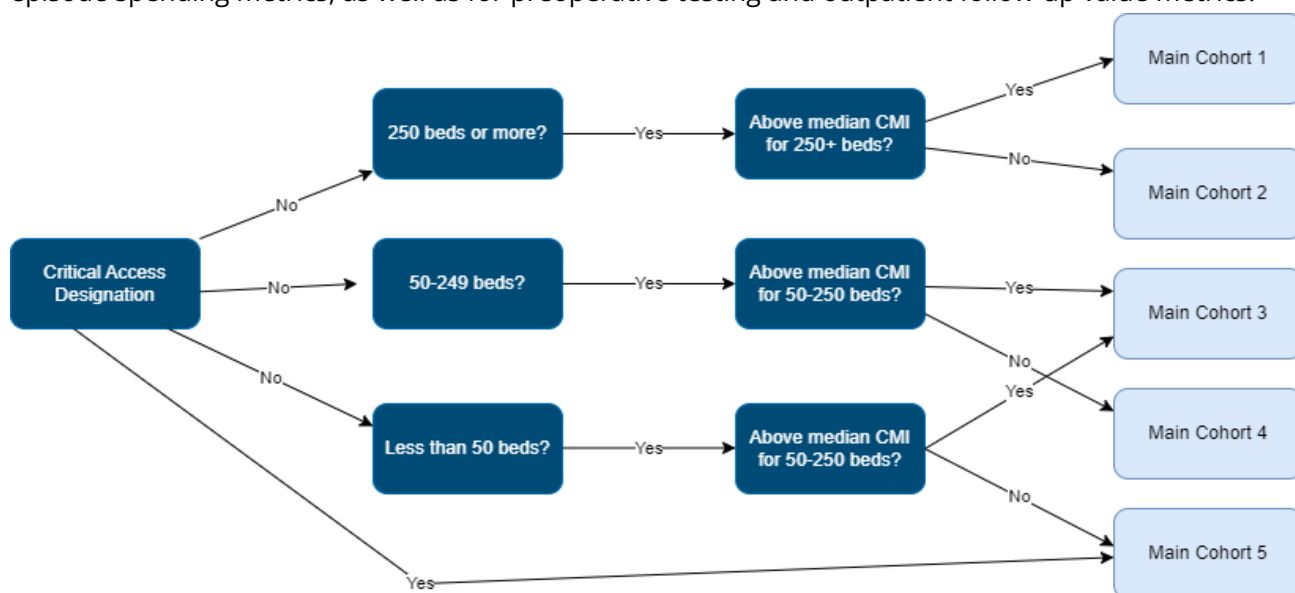 episode spending metrics, as well as for preoperative testing and outpatient follow-up value metrics.
Main Cohort 1
Yes
250 beds or more?
Yes
Above median CMI
for 250+ beds?
No
Main Cohort 2
No
Critical Access
Designation
No
50-249 beds?
Yes
Above median CMI
for 50-250 beds?
Yes
Main Cohort 3
No
No
Yes
Less than 50 beds?
Yes
Above median CMI
for 50-250 beds?
Main Cohort 4
No
Main Cohort 5
Yes